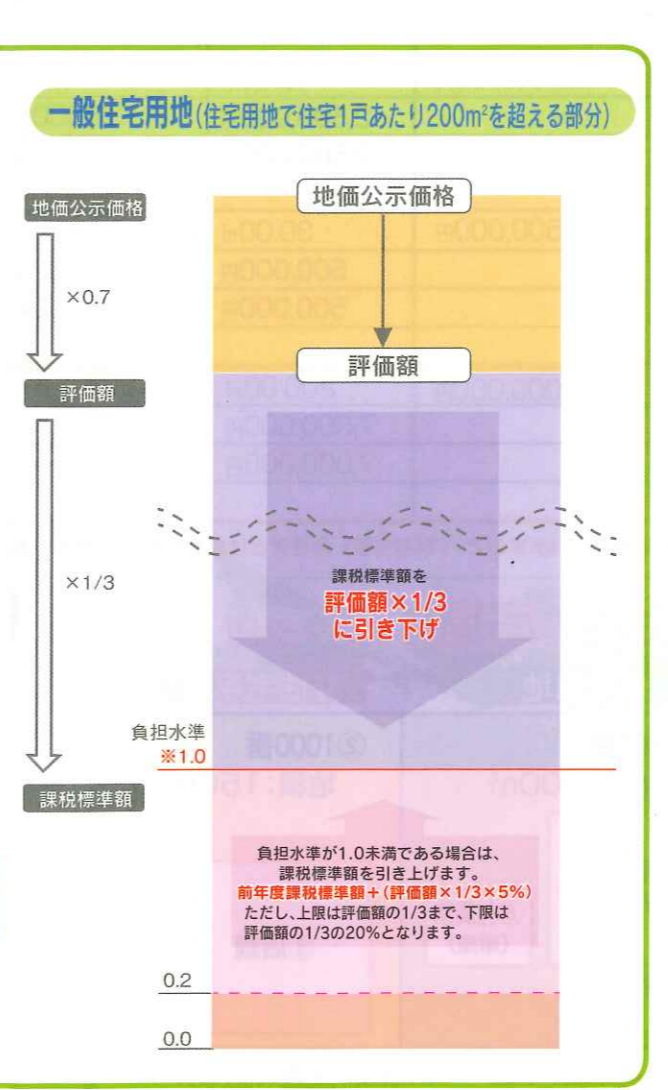 一般住宅用地(住宅用地で住宅1戸あたり200m²を超える部分)
地価公示価格
×0.7
評価額
×1/3
課税標準額
地価公示価格
評価額
課税標準額を
評価額×1/3
に引き下げ
負担水準
※1.0
負担水準が1.0未満である場合は、
課税標準額を引き上げます。
前年度課税標準額+(評価額×1/3×5%)
ただし、上限は評価額の1/3まで、下限は
評価額の1/3の20%となります。
0.2
0.0